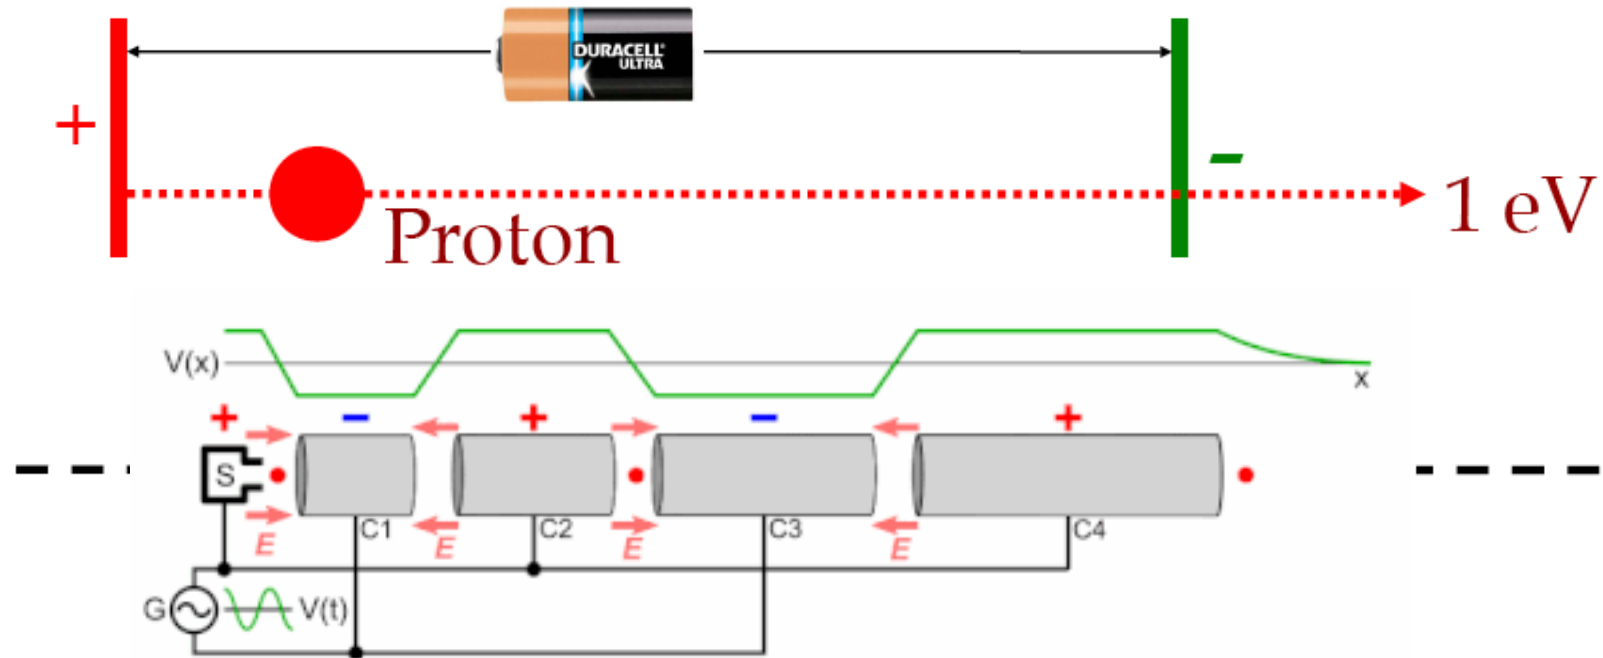 DURACELL
ULTRA
+
-
Proton
1 eV
V(x)
x
+ - + - +
S
C1 C2 C3 C4
E E E E
G V(t)